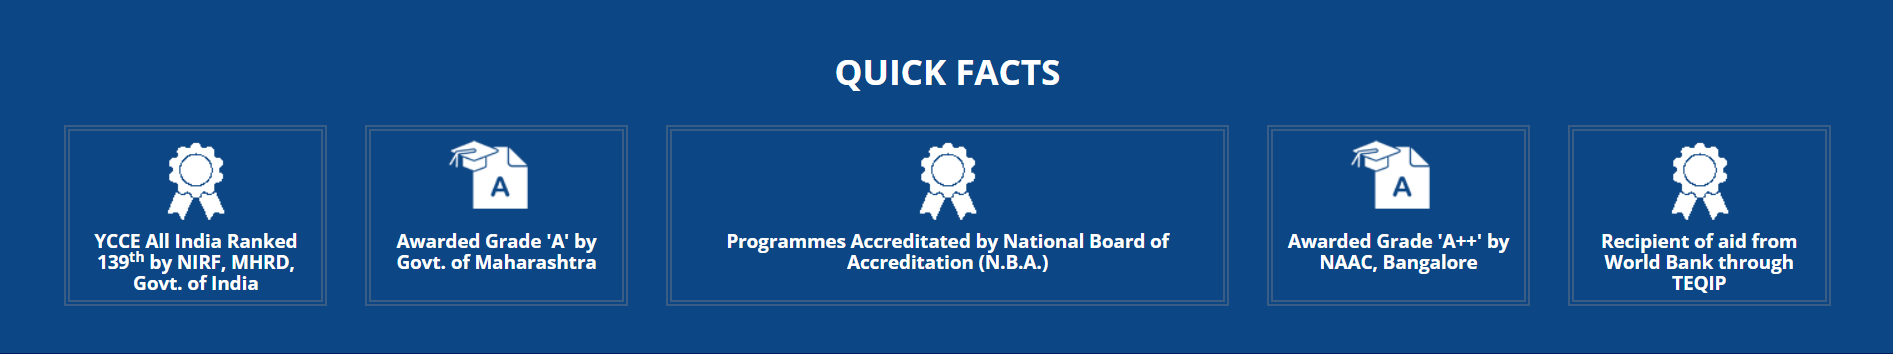 QUICK FACTS
A
A
YCCE All India Ranked
139th by NIRF, MHRD,
Govt. of India
Awarded Grade 'A' by
Govt. of Maharashtra
Programmes Accreditated by National Board of
Accreditation (N.B.A.)
Awarded Grade 'A++' by
NAAC, Bangalore
Recipient of aid from
World Bank through
TEQIP